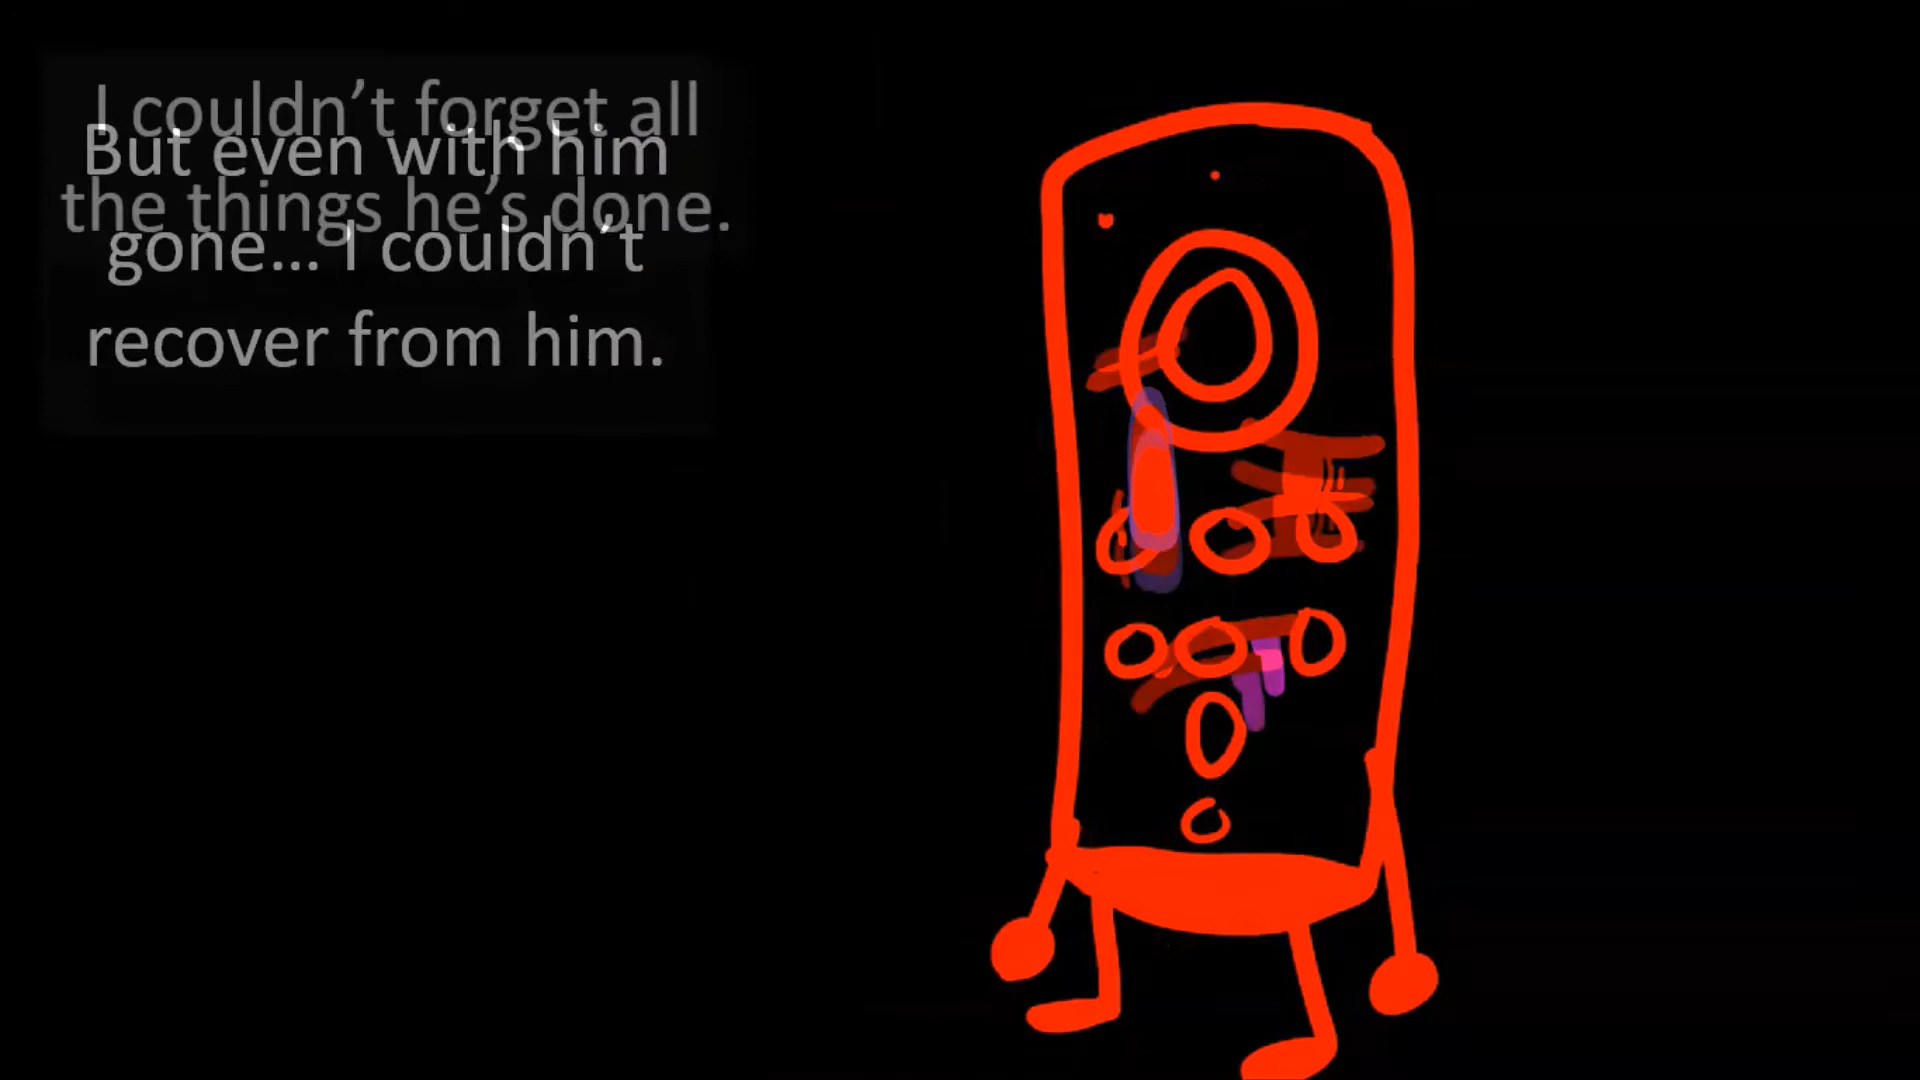 I couldn’t forget all
the things he’s done.
But even with him
gone... I couldn’t
recover from him.